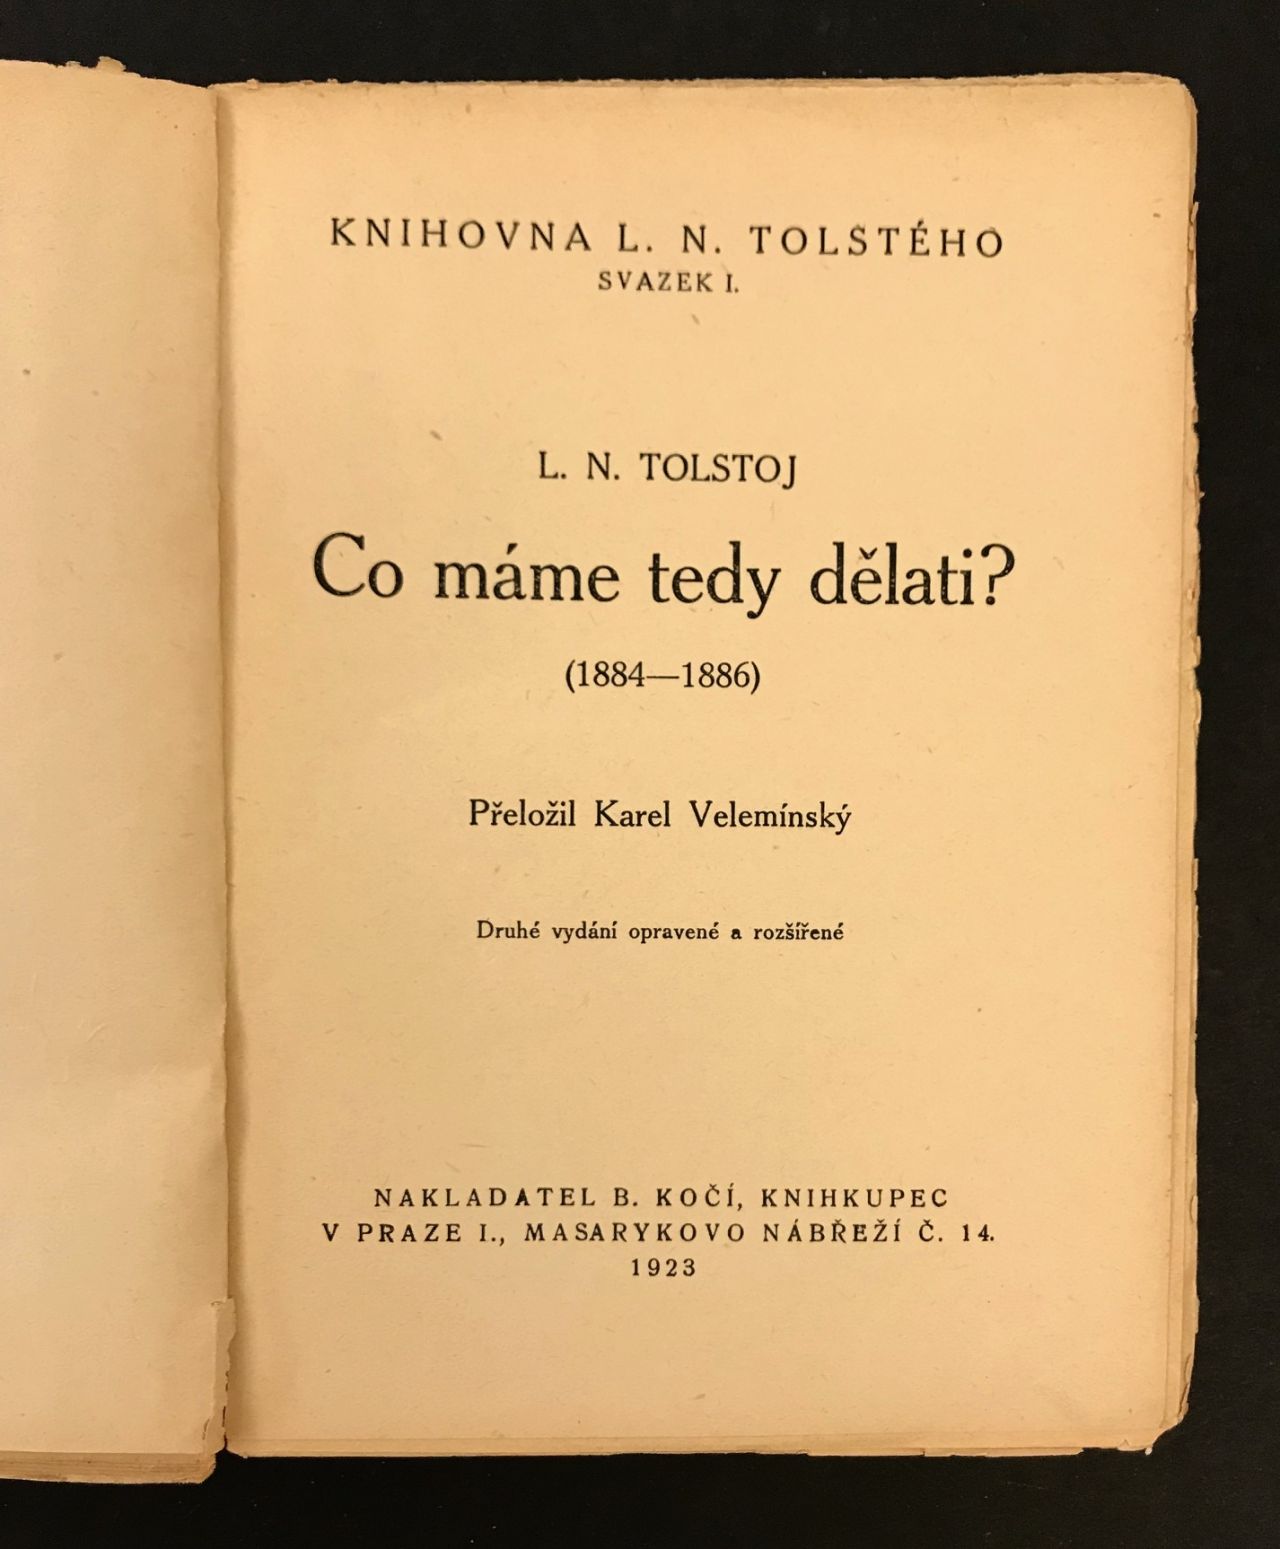 KNIHOVNA L. N. TOLSTÉHO
SVAZEK I.
L. N. TOLSTOJ
Co máme tedy dělati?
(1884—1886)
Přeložil Karel Velemínský
Druhé vydání opravené a rozšířené
NAKLADATEL B. KOČÍ, KNIHKUPEC
V PRAZE I., MASARYKOVO NÁBŘEŽÍ Č. 14.
1923